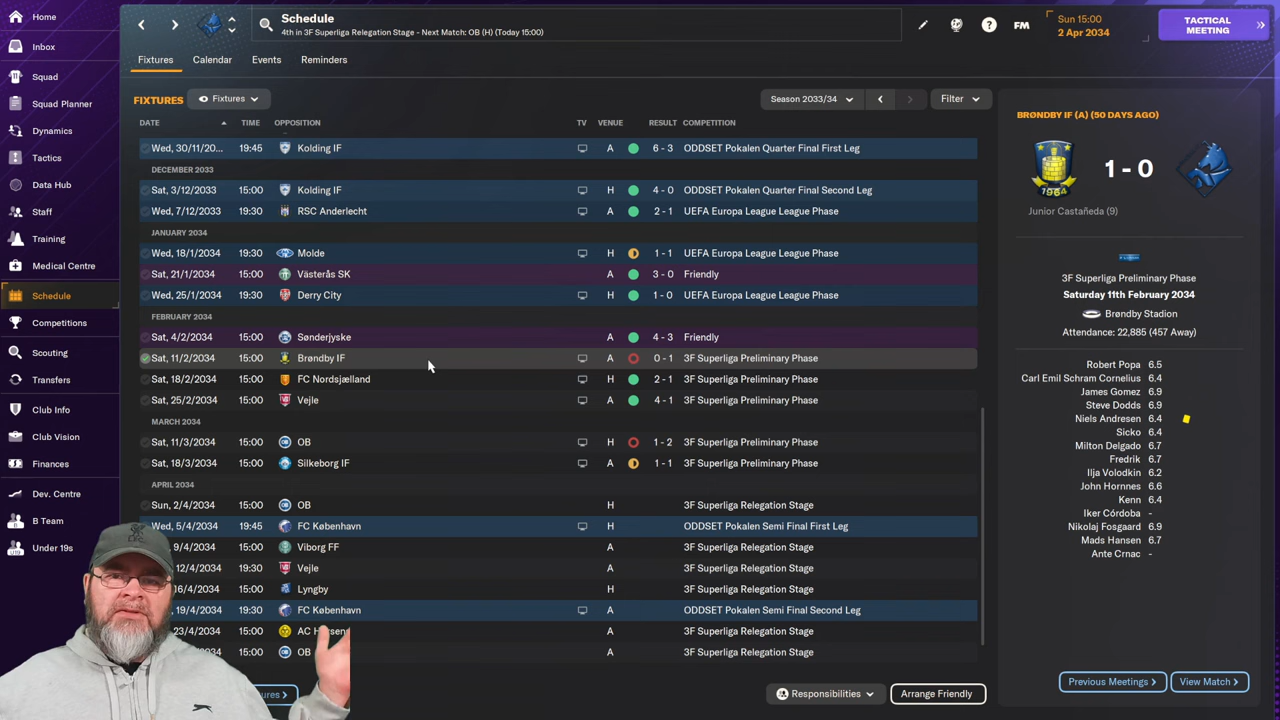 Home
Inbox
Squad
Squad Planner
Dynamics
Tactics
Data Hub
Staff
Training
Medical Centre
Schedule
Competitions
Scouting
Transfers
Club Info
Club Vision
Finances
Dev. Centre
B Team
Under 19s
Schedule
4th in 3F Superliga Relegation Stage - Next Match: OB (H) (Today 15:00)
FM
Sun 15:00
2 Apr 2034
TACTICAL MEETING
Fixtures Calendar Events Reminders
FIXTURES Fixtures Season 2033/34 Filter
DATE TIME OPPOSITION TV VENUE RESULT COMPETITION
Wed, 30/11/20... 19:45 Kolding IF A 6 - 3 ODDSET Pokalen Quarter Final First Leg
DECEMBER 2033
Sat, 3/12/2033 15:00 Kolding IF H 4 - 0 ODDSET Pokalen Quarter Final Second Leg
Wed, 7/12/2033 19:30 RSC Anderlecht A 2 - 1 UEFA Europa League League Phase
JANUARY 2034
Wed, 18/1/2034 19:30 Molde H 1 - 1 UEFA Europa League League Phase
Sat, 21/1/2034 15:00 Västerås SK A 3 - 0 Friendly
Wed, 25/1/2034 19:30 Derry City H 1 - 0 UEFA Europa League League Phase
FEBRUARY 2034
Sat, 4/2/2034 15:00 Sønderjyske A 4 - 3 Friendly
Sat, 11/2/2034 15:00 Brøndby IF A 0 - 1 3F Superliga Preliminary Phase
Sat, 18/2/2034 15:00 FC Nordsjælland H 2 - 1 3F Superliga Preliminary Phase
Sat, 25/2/2034 15:00 Vejle A 4 - 1 3F Superliga Preliminary Phase
MARCH 2034
Sat, 11/3/2034 15:00 OB H 1 - 2 3F Superliga Preliminary Phase
Sat, 18/3/2034 15:00 Silkeborg IF A 1 - 1 3F Superliga Preliminary Phase
APRIL 2034
Sun, 2/4/2034 15:00 OB H 3F Superliga Relegation Stage
Wed, 5/4/2034 19:45 FC København H ODDSET Pokalen Semi Final First Leg
9/4/2034 15:00 Viborg FF A 3F Superliga Relegation Stage
12/4/2034 19:30 Vejle A 3F Superliga Relegation Stage
16/4/2034 15:00 Lyngby H 3F Superliga Relegation Stage
19/4/2034 19:30 FC København A ODDSET Pokalen Semi Final Second Leg
23/4/2034 15:00 AC A 3F Superliga Relegation Stage
15:00 OB A 3F Superliga Relegation Stage
Responsibilities Arrange Friendly
BRØNDBY IF (A) (50 DAYS AGO)
1964
1 - 0
Junior Castañeda (9)
3F Superliga Preliminary Phase
Saturday 11th February 2034
Brøndby Stadion
Attendance: 22,885 (457 Away)
Robert Popa 6.5
Carl Emil Schram Cornelius 6.4
James Gomez 6.9
Steve Dodds 6.9
Niels Andresen 6.4
Sicko 6.4
Milton Delgado 6.7
Fredrik 6.7
Ilja Volodkin 6.2
John Hornnes 6.6
Kenn 6.4
Iker Córdoba -
Nikolaj Fosgaard 6.9
Mads Hansen 6.7
Ante Crnac -
Previous Meetings View Match